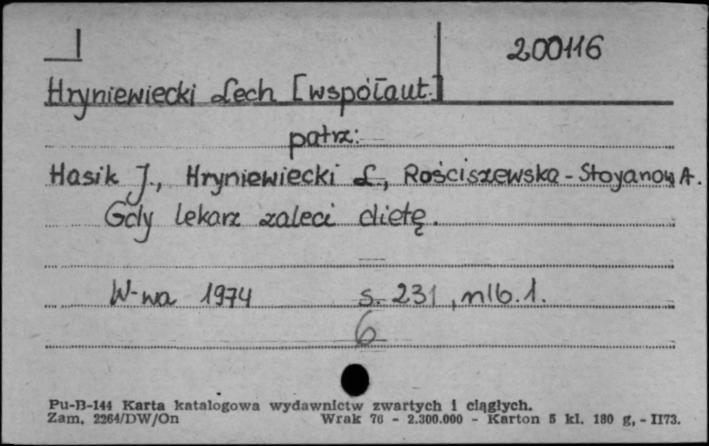 200116
Hryniewiecki Lech [współaut.]
patrz:
Hasik J., Hryniewiecki L., Rościszewska-Stoyanow A.
Gdy lekarz zaleci dietę.
W-wa 1974 s. 231, nlb. 1.
6
Pu-B-144 Karta katalogowa wydawnictw zwartych i ciągłych.
Zam. 2264/DW/On Wrak 76 - 2.300.000 - Karton 5 kl. 180 g, - II73.